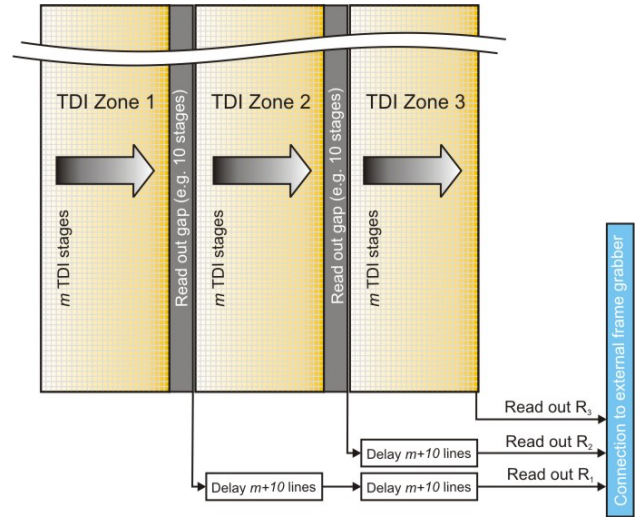 TDI Zone 1
TDI Zone 2
TDI Zone 3
m TDI stages
Read out gap (e.g. 10 stages)
m TDI stages
Read out gap (e.g. 10 stages)
m TDI stages
Connection to external frame grabber
Read out R3
Delay m+10 lines
Read out R2
Delay m+10 lines
Delay m+10 lines
Read out R1